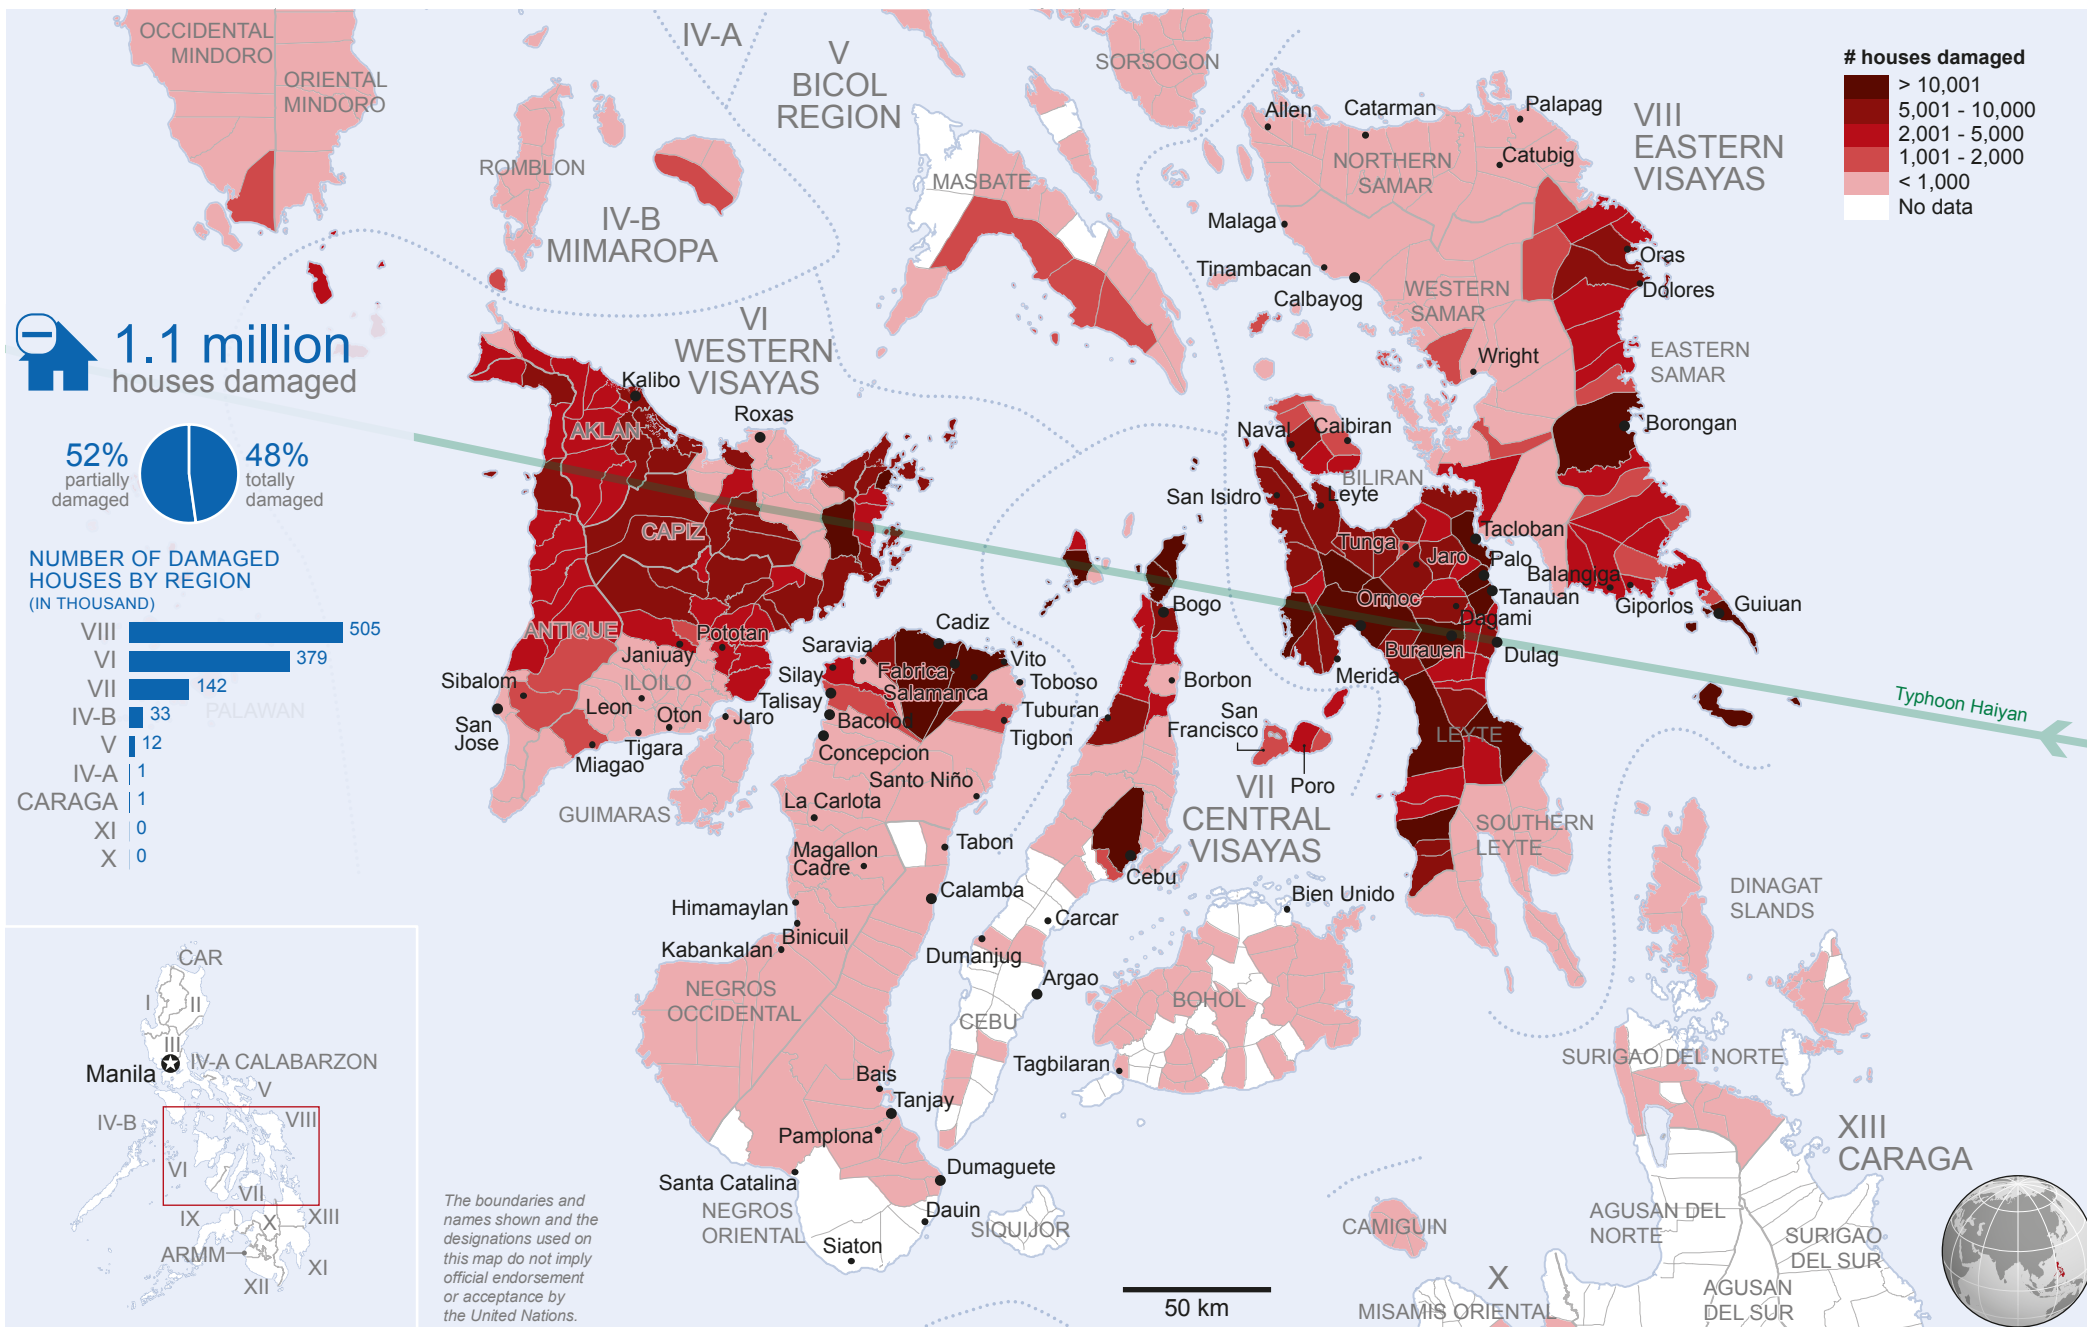 OCCIDENTAL
MINDORO
ORIENTAL
MINDORO
IV-A
V
BICOL
REGION
SORSOGON
ROMBLON
IV-B
MIMAROPA
MASBATE
Allen
Catarman
Palapag
Catubig
NORTHERN
SAMAR
VIII
EASTERN
VISAYAS
# houses damaged
> 10,001
5,001 - 10,000
2,001 - 5,000
1,001 - 2,000
< 1,000
No data
Malaga
Tinambacan
Calbayog
WESTERN
SAMAR
Oras
Dolores
Wright
EASTERN
SAMAR
Borongan
1.1 million
houses damaged
52%
partially
damaged
48%
totally
damaged
NUMBER OF DAMAGED
HOUSES BY REGION
(IN THOUSAND)
VIII 505
VI 379
VII 142
IV-B 33
V 12
IV-A 1
CARAGA 1
XI 0
X 0
PALAWAN
VI
WESTERN
VISAYAS
Kalibo
Roxas
AKLAN
CAPIZ
ANTIQUE
Pototan
Janiuay
ILOILO
Sibalom
San
Jose
Leon
Oton
Jaro
Tigara
Miagao
GUIMARAS
Saravia
Cadiz
Silay
Talisay
Fabrica
Salamanca
Vito
Toboso
Bacolod
Concepcion
Tuburan
Tigbon
Santo Niño
La Carlota
Magallon
Cadre
Tabon
Calamba
Himamaylan
Binicuil
Kabankalan
NEGROS
OCCIDENTAL
Bais
Tanjay
Pamplona
Santa Catalina
NEGROS
ORIENTAL
Dumaguete
Dauin
Siaton
SIQUIJOR
Naval
Caibiran
BILIRAN
San Isidro
Leyte
Tunga
Jaro
Tacloban
Palo
Tanauan
Ormoc
Dagami
Burauen
Dulag
Merida
Balangiga
Giporlos
Guiuan
Typhoon Haiyan
Bogo
Borbon
San
Francisco
Poro
VII
CENTRAL
VISAYAS
LEYTE
SOUTHERN
LEYTE
Cebu
Carcar
Dumanjug
Argao
CEBU
Bien Unido
BOHOL
Tagbilaran
DINAGAT
SLANDS
SURIGAO DEL NORTE
XIII
CARAGA
AGUSAN DEL
NORTE
SURIGAO
DEL SUR
AGUSAN
DEL SUR
CAMIGUIN
X
MISAMIS ORIENTAL
50 km
CAR
I
II
III
Manila
IV-A CALABARZON
V
IV-B
VIII
VI
VII
IX
X
XIII
ARMM
XI
XII
The boundaries and
names shown and the
designations used on
this map do not imply
official endorsement
or acceptance by
the United Nations.